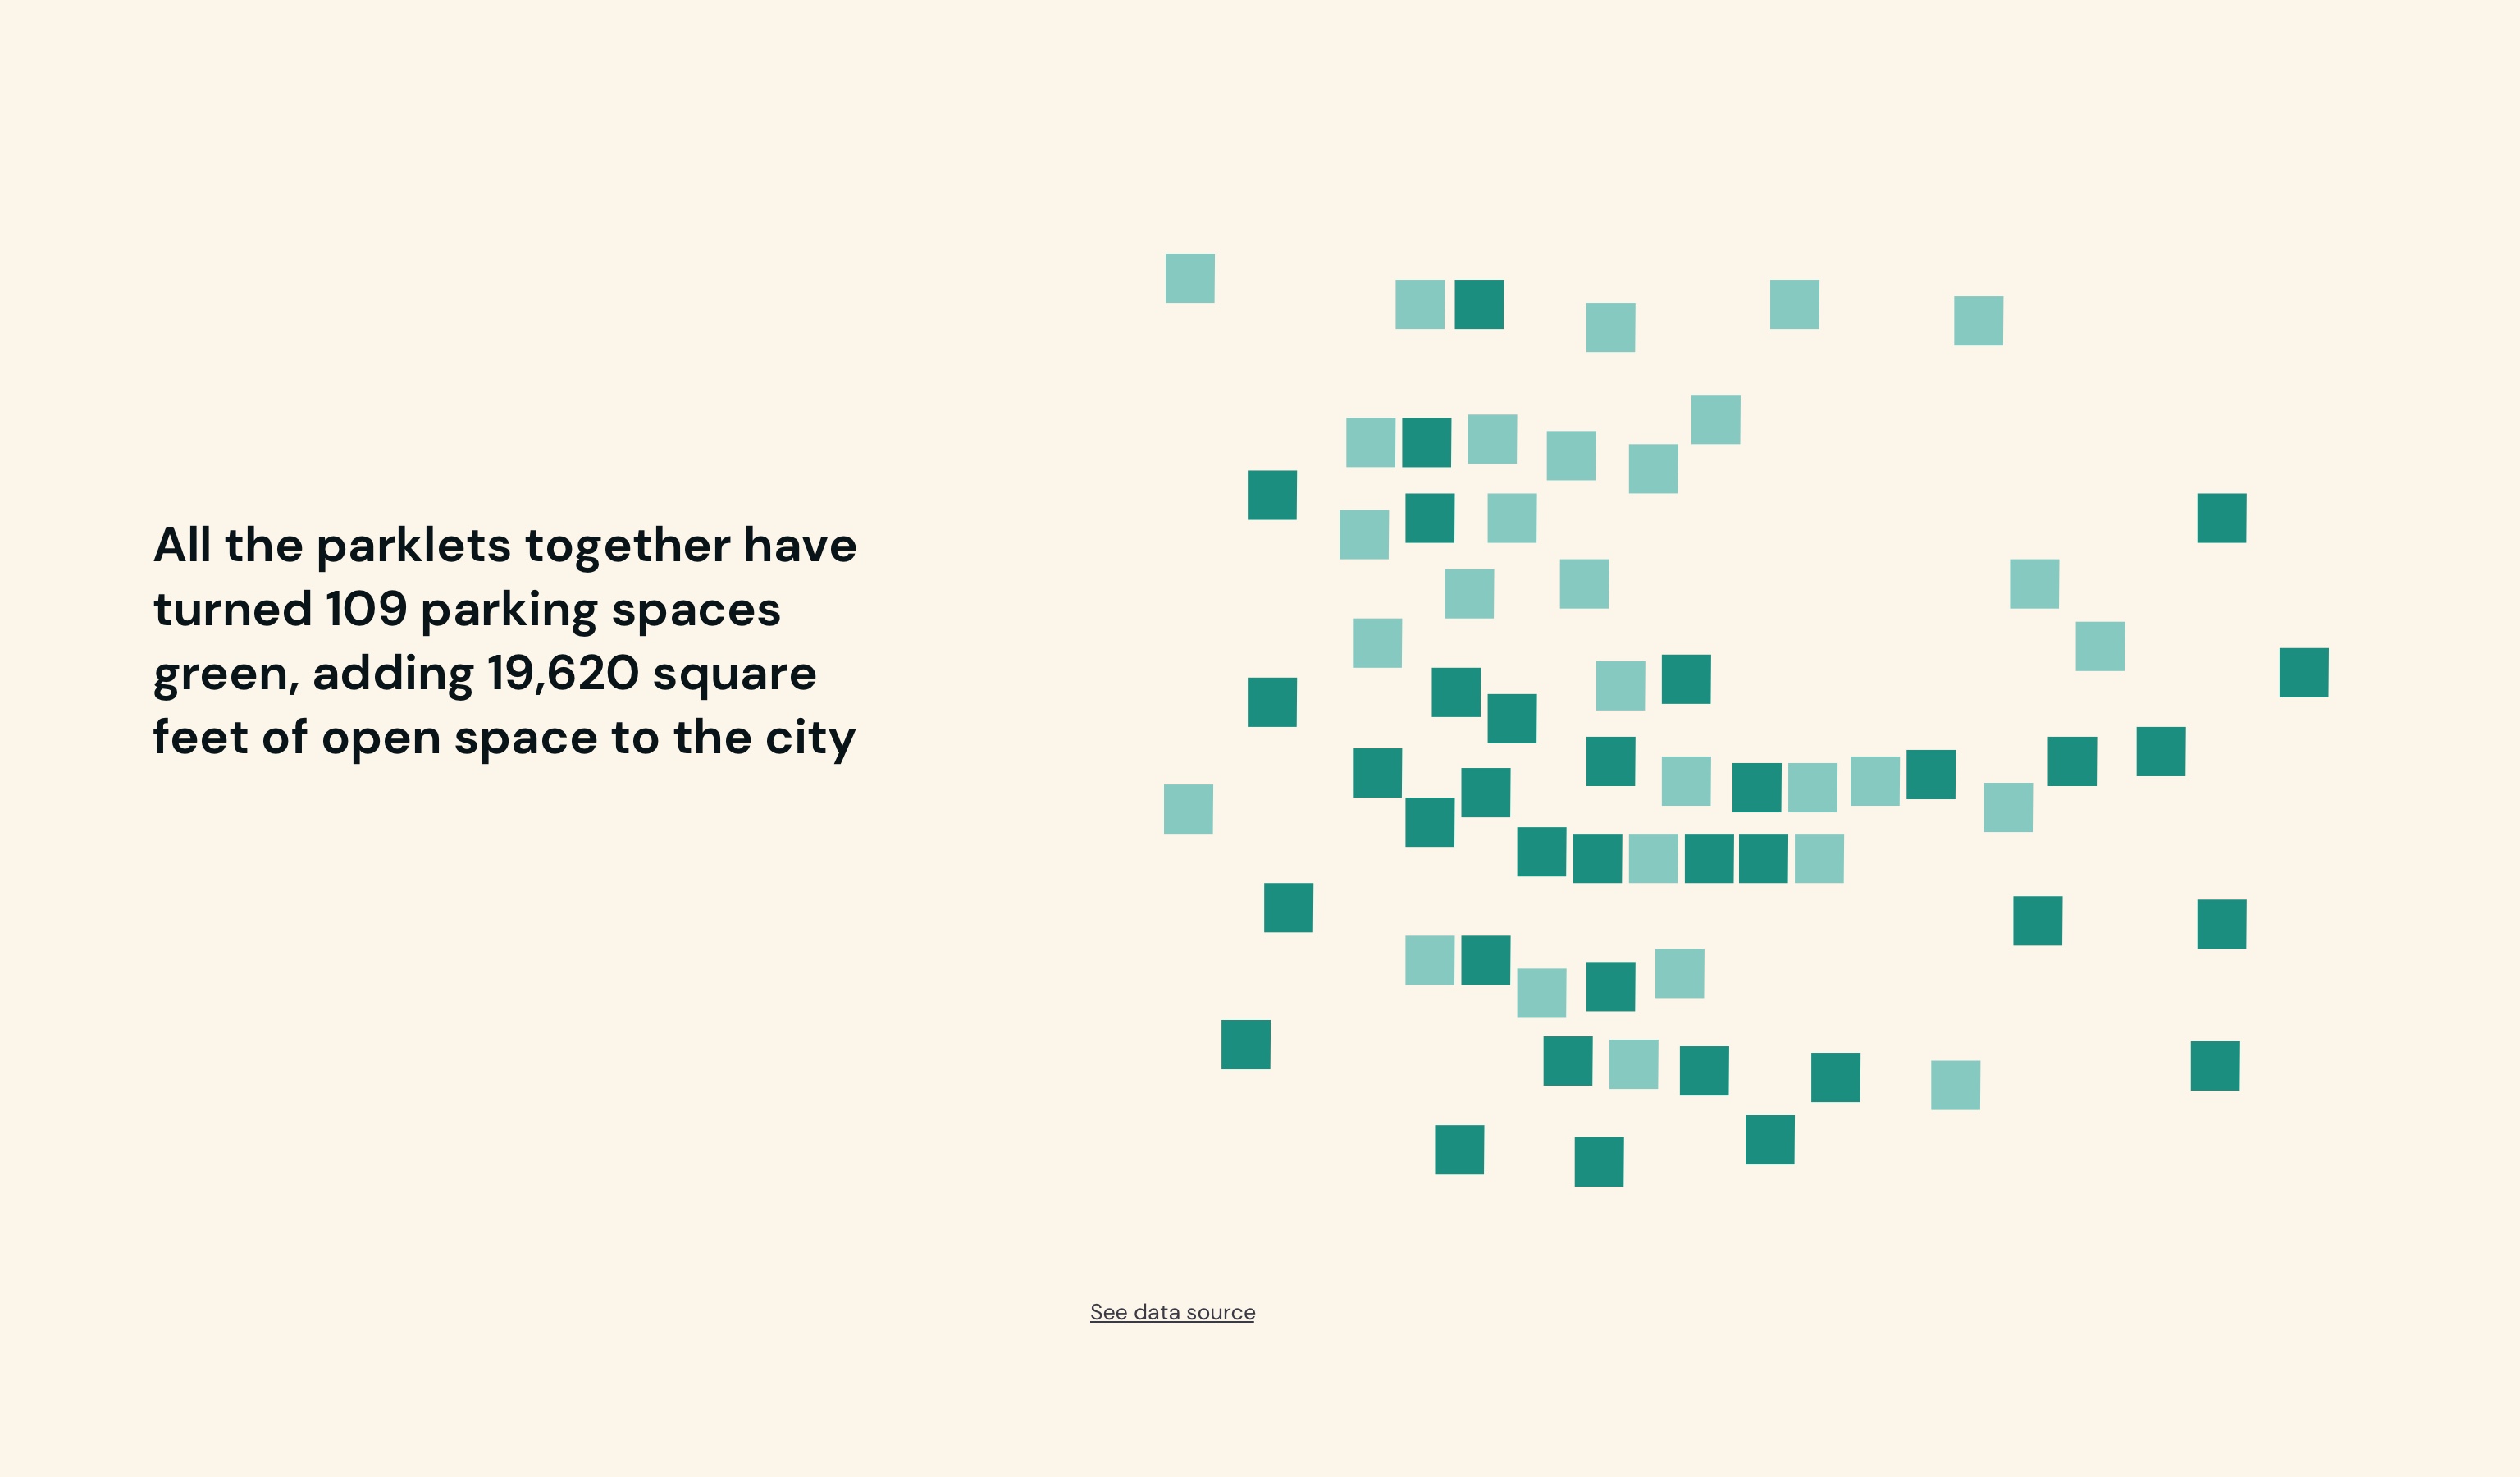 All the parklets together have
turned 109 parking spaces
green, adding 19,620 square
feet of open space to the city
See data source